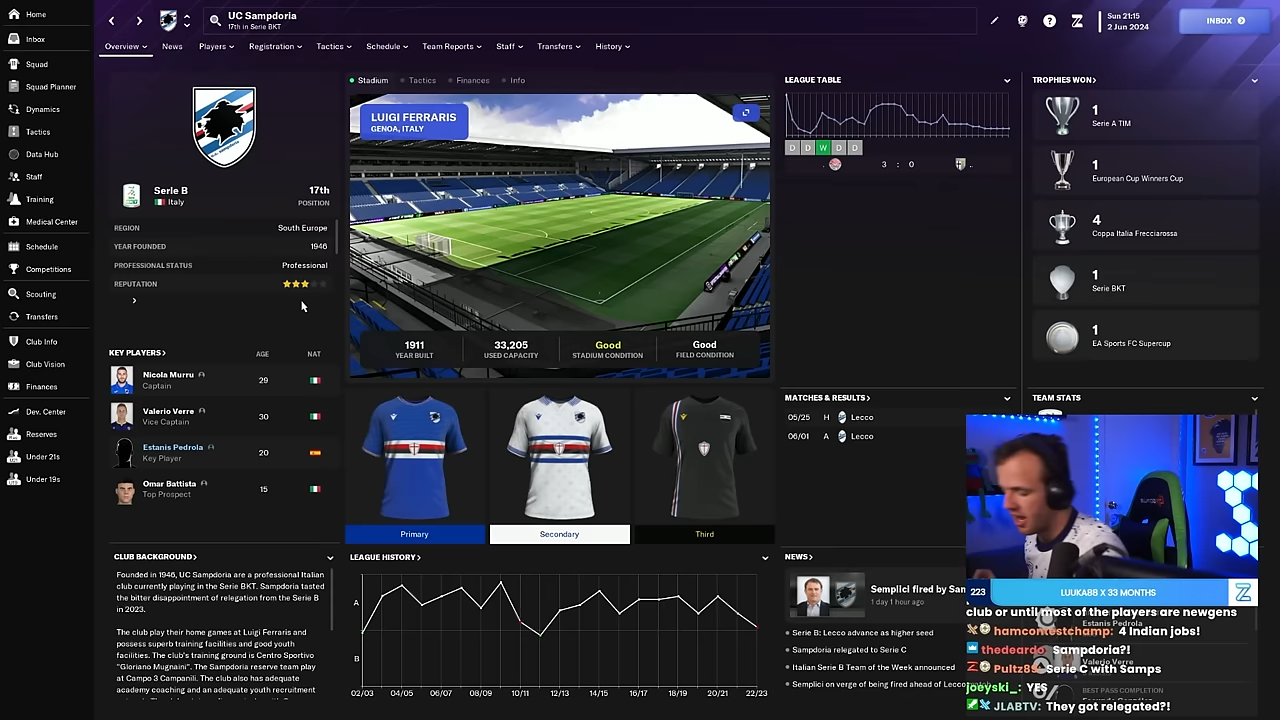 Home
Inbox
Squad
Squad Planner
Dynamics
Tactics
Data Hub
Staff
Training
Medical Center
Schedule
Competitions
Scouting
Transfers
Club Info
Club Vision
Finances
Dev. Center
Reserves
Under 21s
Under 19s
UC Sampdoria
17th in Serie BKT
Sun 21:15
2 Jun 2024
INBOX
Overview
News
Players
Registration
Tactics
Schedule
Team Reports
Staff
Transfers
History
Serie B
Italy
17th
POSITION
REGION South Europe
YEAR FOUNDED 1946
PROFESSIONAL STATUS Professional
REPUTATION
KEY PLAYERS AGE NAT
Nicola Murru 29
Captain
Valerio Verre 30
Vice Captain
Estanis Pedrola 20
Key Player
Omar Battista 15
Top Prospect
CLUB BACKGROUND
Founded in 1946, UC Sampdoria are a professional Italian
club currently playing in the Serie BKT. Sampdoria tasted
the bitter disappointment of relegation from the Serie B
in 2023.
The club play their home games at Luigi Ferraris and
possess superb training facilities and good youth
facilities. The club's training ground is Centro Sportivo
"Gloriano Mugnaini". The Sampdoria reserve team play
at Campo 3 Campanili. The club also has adequate
academy coaching and an adequate youth recruitment
Stadium Tactics Finances Info
LUIGI FERRARIS
GENOA, ITALY
1911
YEAR BUILT
33,205
USED CAPACITY
Good
STADIUM CONDITION
Good
FIELD CONDITION
Primary
Secondary
Third
LEAGUE HISTORY
A
B
02/03 04/05 06/07 08/09 10/11 12/13 14/15 16/17 18/19 20/21 22/23
LEAGUE TABLE
D D W D D
3 : 0
MATCHES & RESULTS
05/25 H Lecco
06/01 A Lecco
NEWS
Semplici fired by Sam
1 day 1 hour ago
Serie B: Lecco advance as higher seed
Sampdoria relegated to Serie C
Italian Serie B Team of the Week announced
Semplici on verge of being fired ahead of Lecco
TROPHIES WON
1
Serie A TIM
1
European Cup Winners Cup
4
Coppa Italia Frecciarossa
1
Serie BKT
1
EA Sports FC Supercup
TEAM STATS
223
LUUKA88 X 33 MONTHS
club or until most of the players are newgens
Estanis Pedrola
hamcontestchamp: 4 Indian jobs!
thedeardo: Sampdoria?!
Valerio Verre
Pultz89: Serie C with Samps
joeyski_: YES
BEST PASS COMPLETION
JLABTV: They got relegated?!